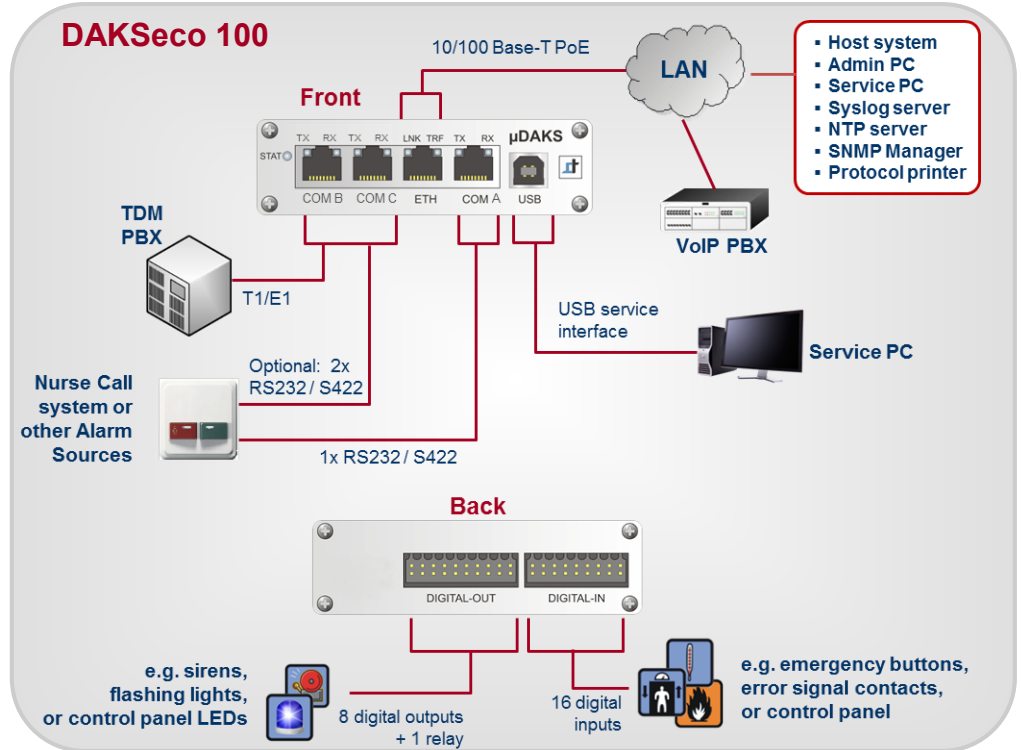 DAKSeco 100
10/100 Base-T PoE
LAN
▪ Host system
▪ Admin PC
▪ Service PC
▪ Syslog server
▪ NTP server
▪ SNMP Manager
▪ Protocol printer
Front
TX RX TX RX LNK TRF TX RX µDAKS
STAT
COM B COM C ETH COM A USB
VoIP PBX
TDM
PBX
T1/E1
USB service
interface
Service PC
Optional: 2x
RS232 / S422
Nurse Call
system or
other Alarm
Sources
1x RS232 / S422
Back
DIGITAL-OUT DIGITAL-IN
e.g. sirens,
flashing lights,
or control panel LEDs
8 digital outputs
+ 1 relay
16 digital
inputs
e.g. emergency buttons,
error signal contacts,
or control panel